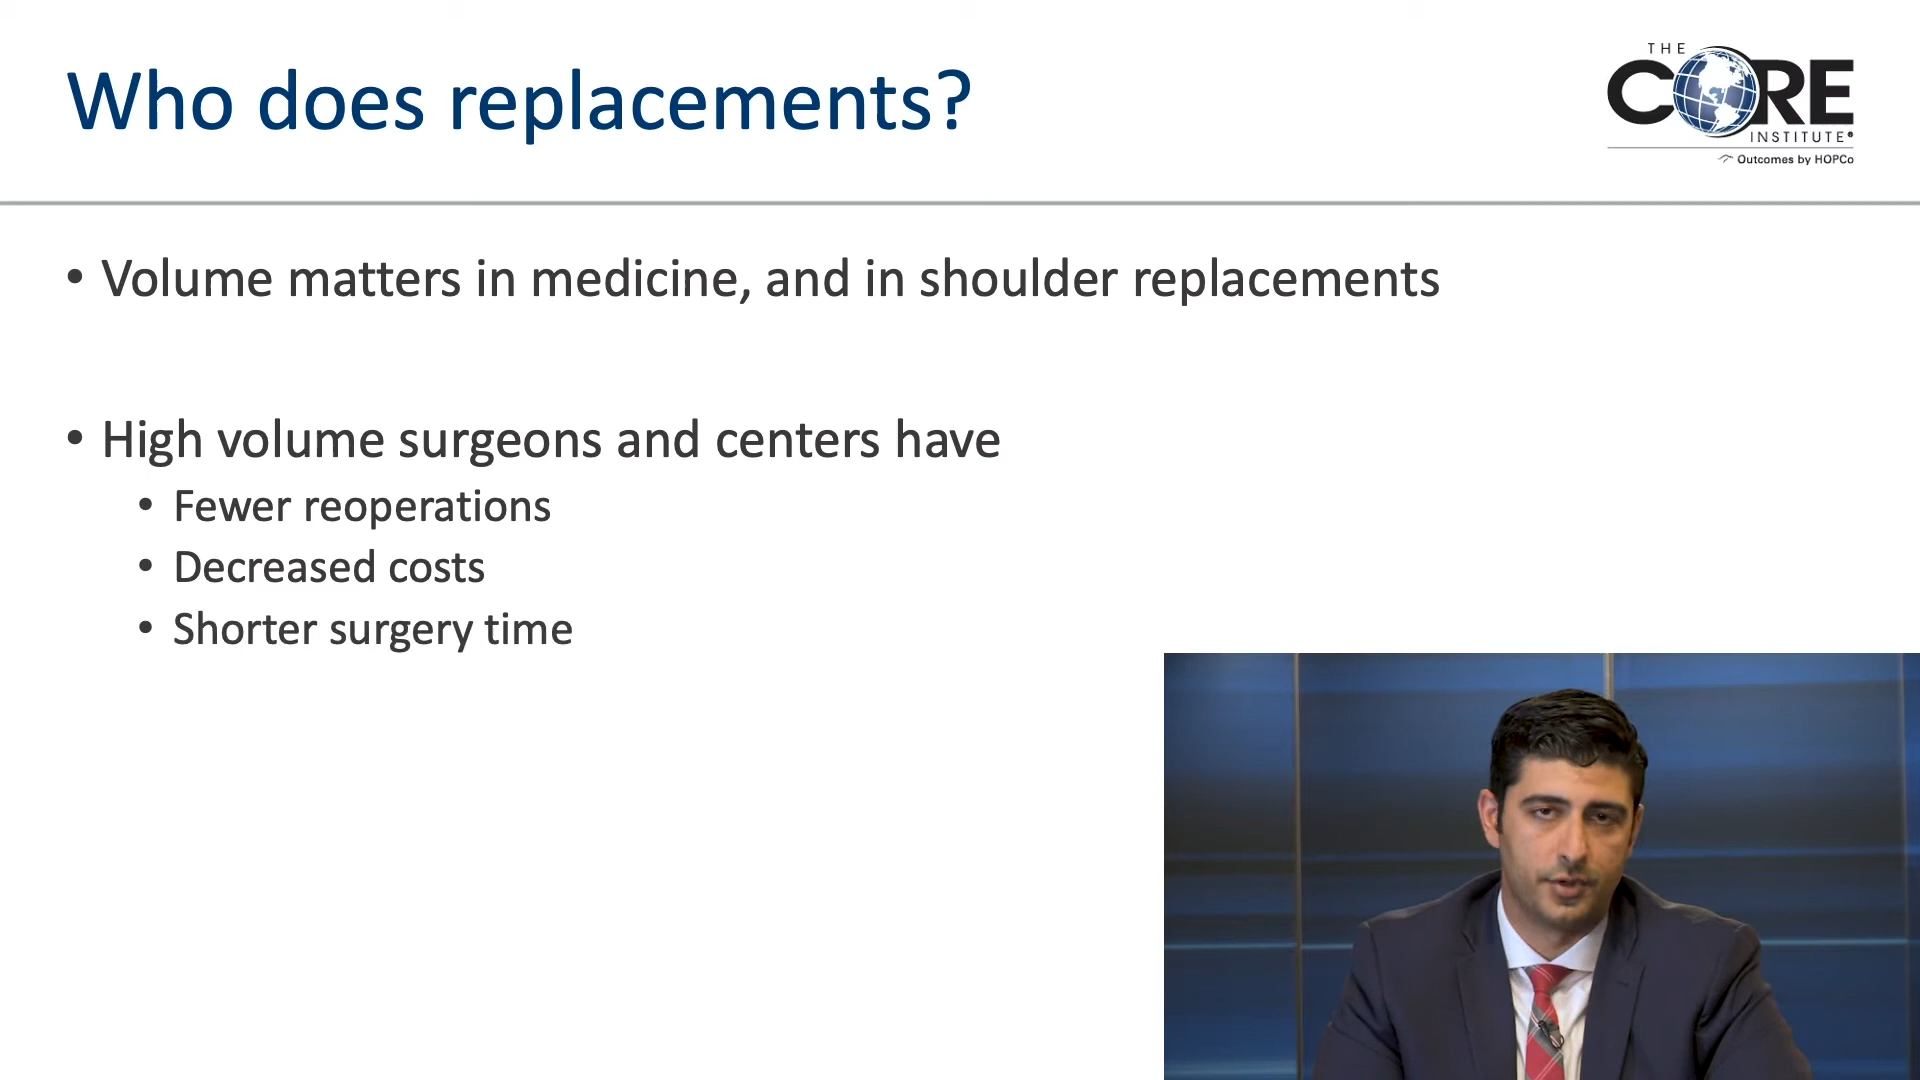 Who does replacements?
THE
CORE
INSTITUTE®
Outcomes by HOPCo
• Volume matters in medicine, and in shoulder replacements
• High volume surgeons and centers have
• Fewer reoperations
• Decreased costs
• Shorter surgery time